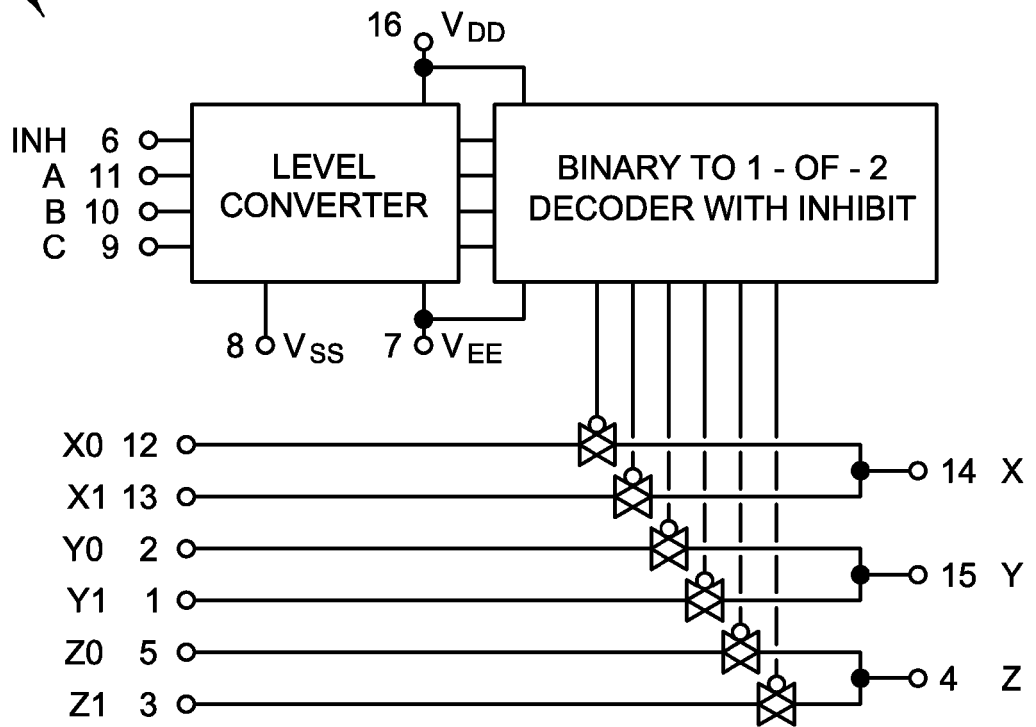 16 VDD
INH 6
A 11
B 10
C 9
LEVEL
CONVERTER
BINARY TO 1 - OF - 2
DECODER WITH INHIBIT
8 VSS
7 VEE
X0 12
X1 13
14 X
Y0 2
Y1 1
15 Y
Z0 5
Z1 3
4 Z